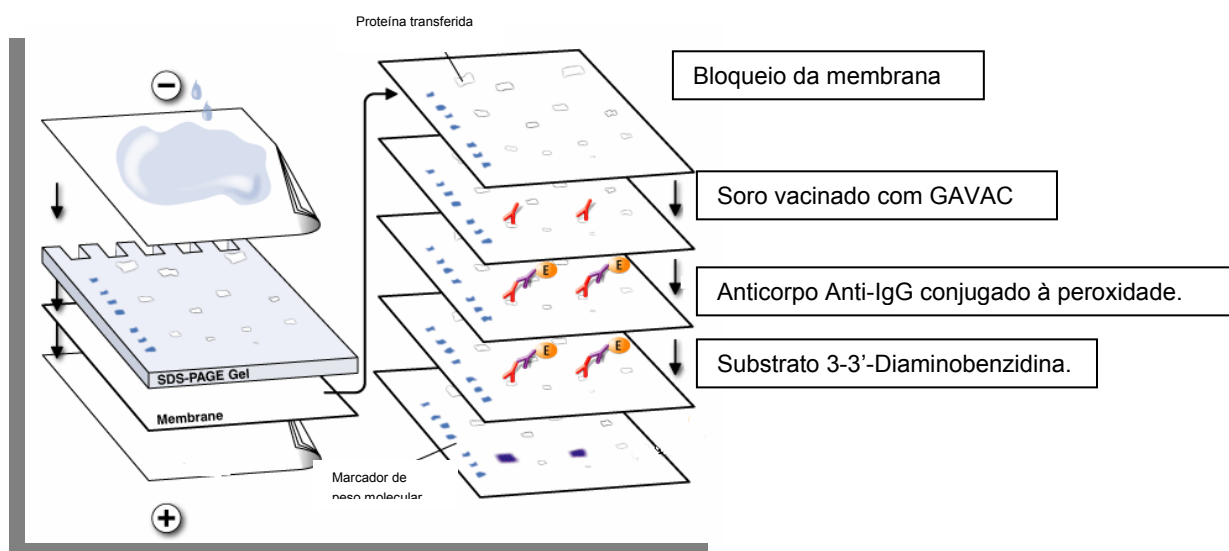 Proteína transferida
Bloqueio da membrana
−
Soro vacinado com GAVAC
E
E
Anticorpo Anti-IgG conjugado à peroxidade.
E
E
Substrato 3-3’-Diaminobenzidina.
SDS-PAGE Gel
Membrane
Marcador de
peso molecular
+